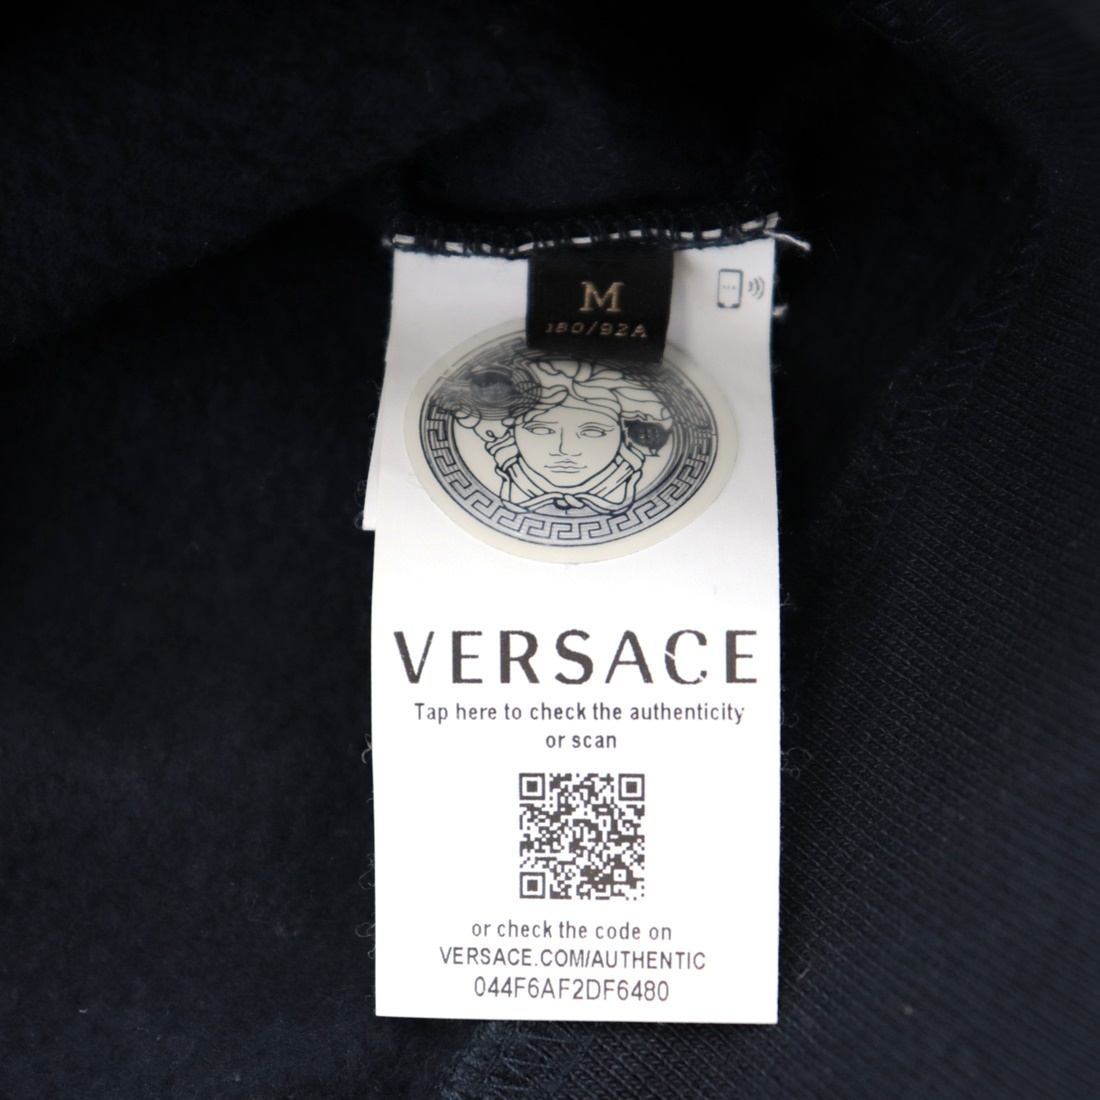 M
180/92A
VERSACE
Tap here to check the authenticity
or scan
or check the code on
VERSACE.COM/AUTHENTIC
044F6AF2DF6480